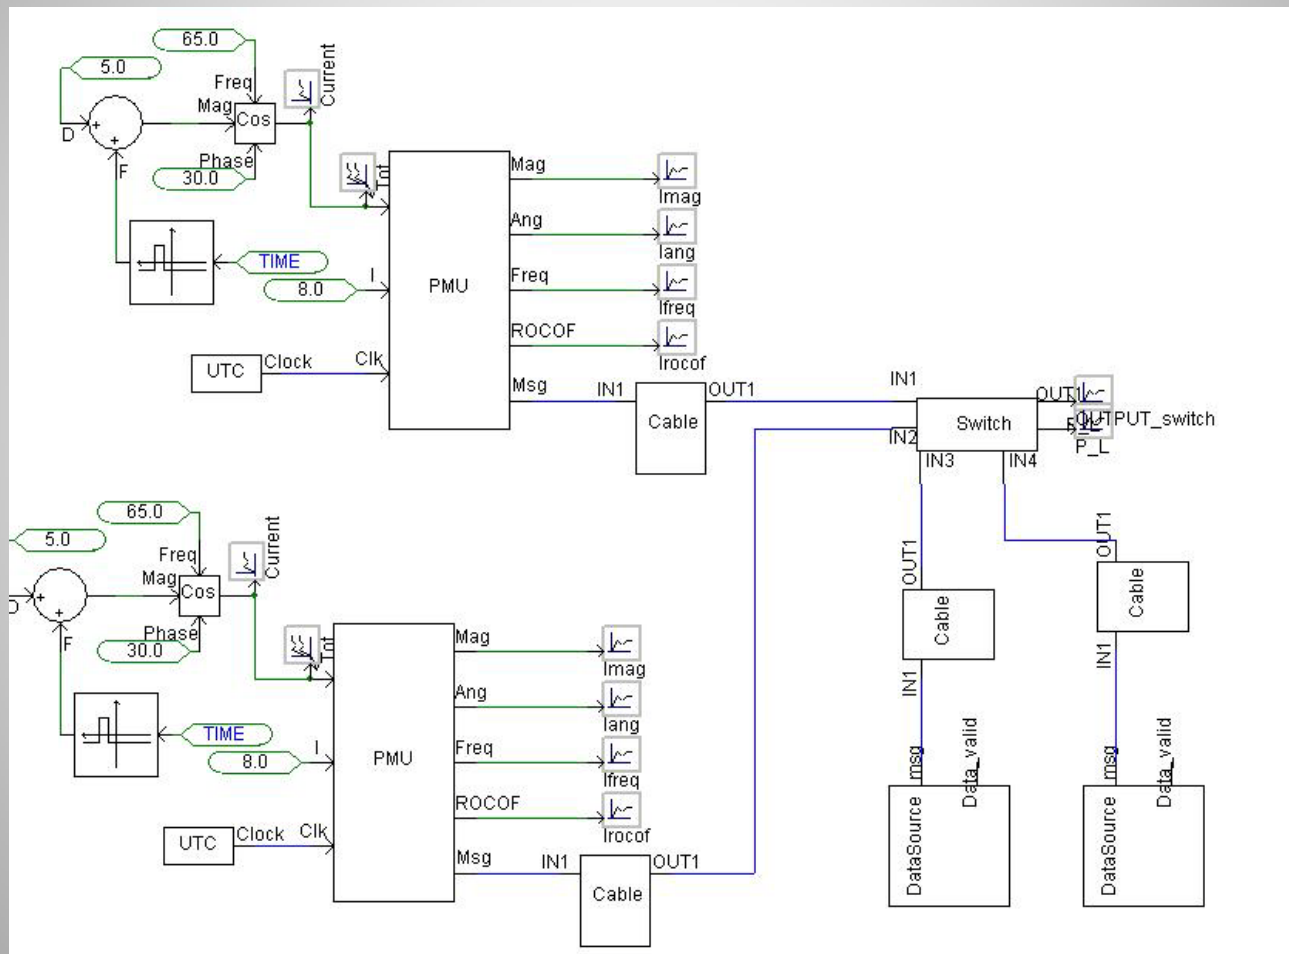 65.0
5.0
Freq
Current
Mag
Cos
D
Phase
F
30.0
TIME
8.0
I
UTC
Clock
Clk
PMU
Mag
Imag
Ang
Iang
Freq
Ifreq
ROCOF
Irocof
Msg
IN1
Cable
OUT1
IN1
Switch
OUT1
OUTPUT_switch
P_L
IN2
IN3
IN4
65.0
5.0
Freq
Current
Mag
Cos
Phase
F
30.0
TIME
8.0
I
UTC
Clock
Clk
PMU
Mag
Imag
Ang
Iang
Freq
Ifreq
ROCOF
Irocof
Msg
IN1
Cable
OUT1
OUT1
Cable
IN1
msg
Data_valid
DataSource
OUT1
Cable
IN1
msg
Data_valid
DataSource